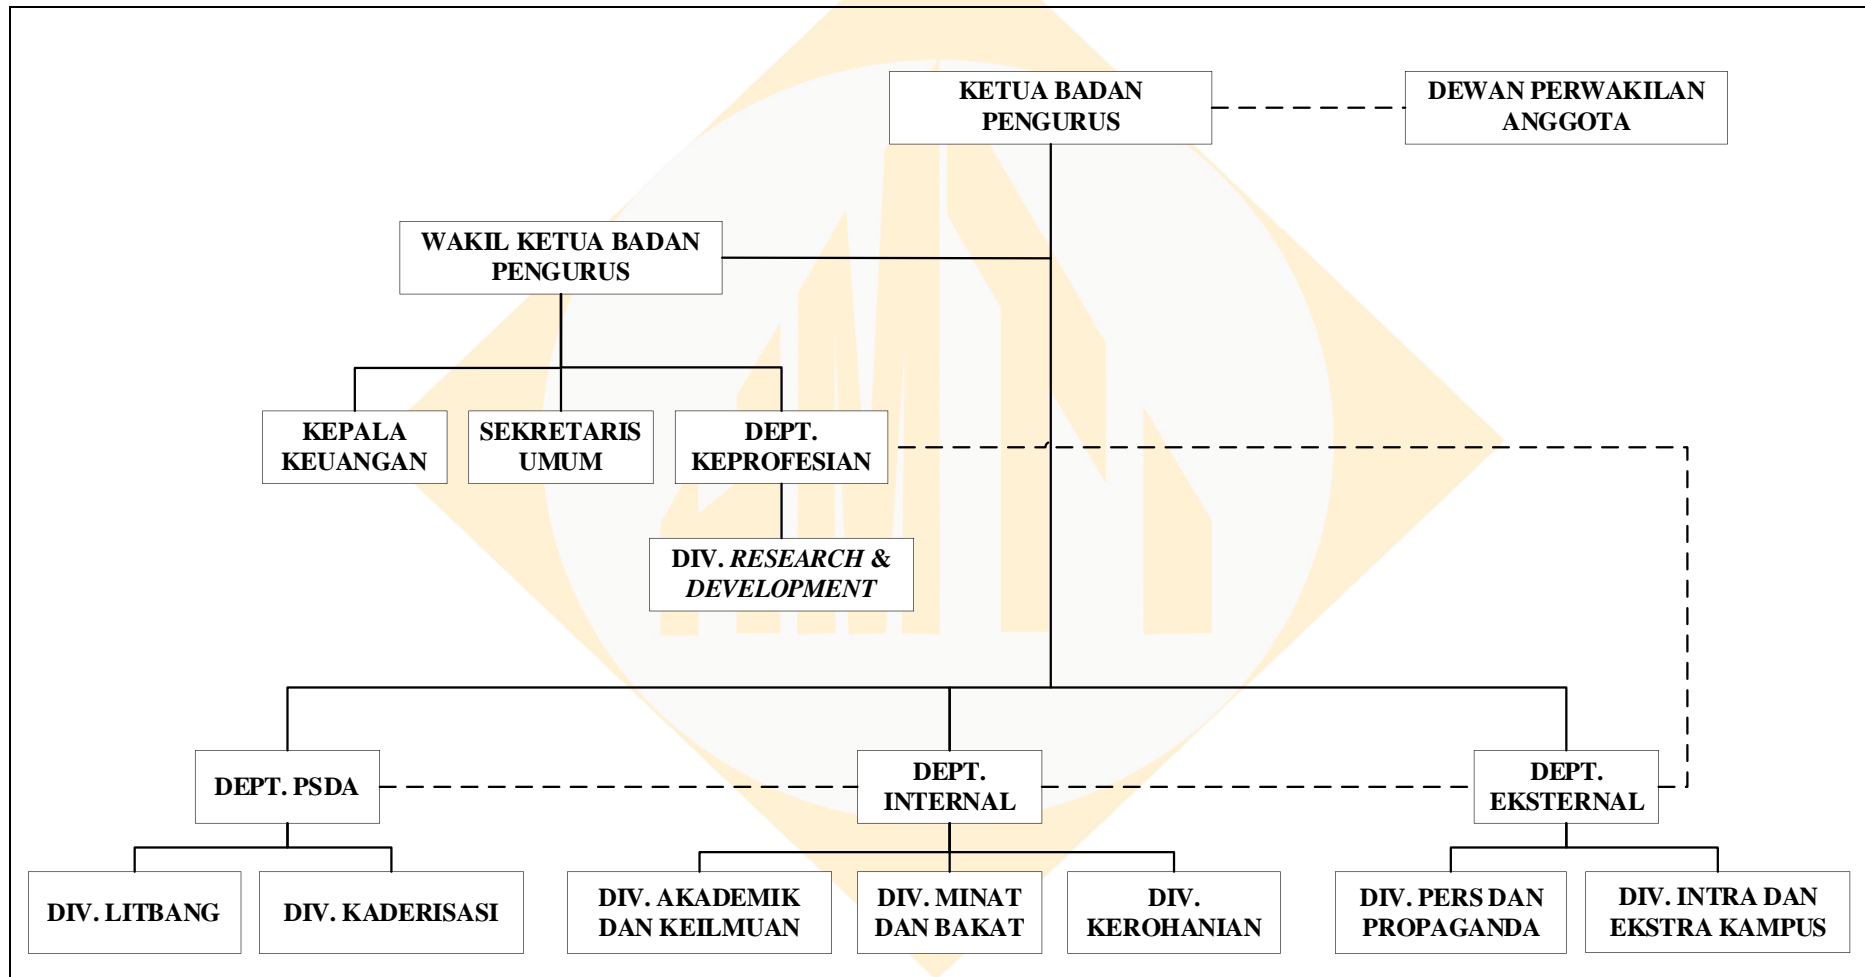 KETUA BADAN
PENGURUS
DEWAN PERWAKILAN
ANGGOTA
WAKIL KETUA BADAN
PENGURUS
KEPALA
KEUANGAN
SEKRETARIS
UMUM
DEPT.
KEPROFESIAN
DIV. RESEARCH &
DEVELOPMENT
DEPT. PSDA
DEPT.
INTERNAL
DEPT.
EKSTERNAL
DIV. LITBANG
DIV. KADERISASI
DIV. AKADEMIK
DAN KEILMUAN
DIV. MINAT
DAN BAKAT
DIV.
KEROHANIAN
DIV. PERS DAN
PROPAGANDA
DIV. INTRA DAN
EKSTRA KAMPUS